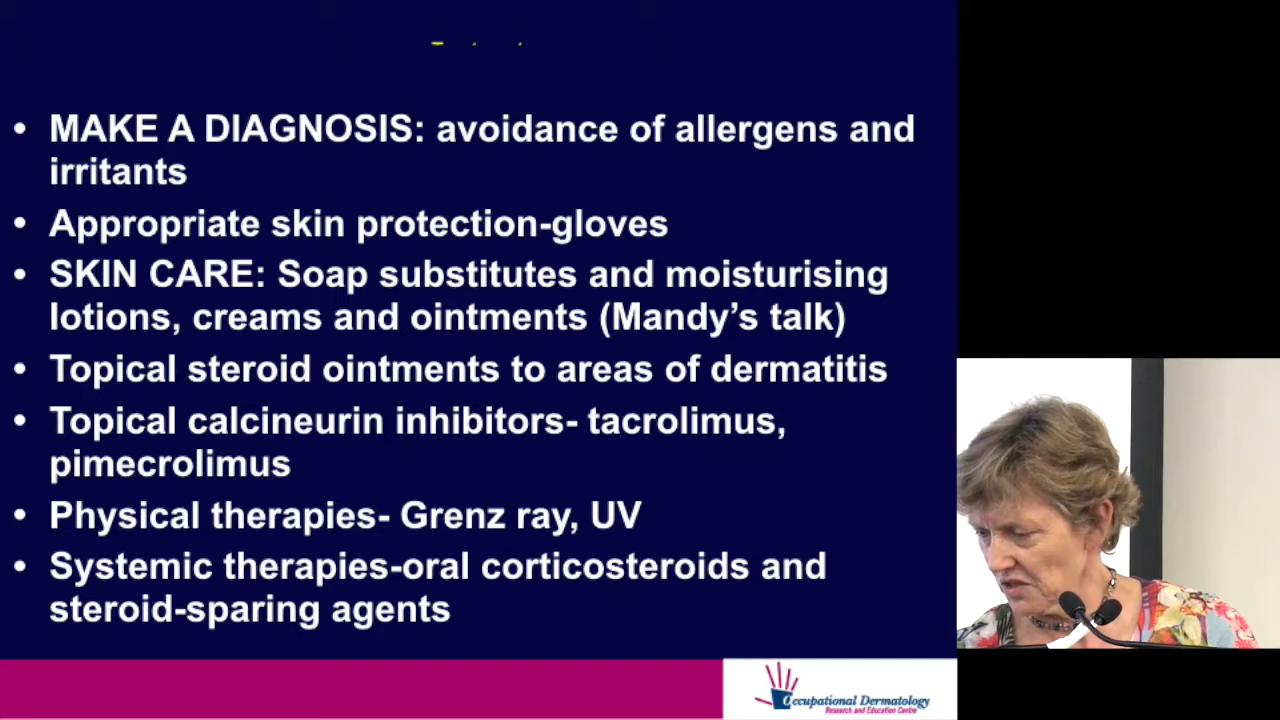 • MAKE A DIAGNOSIS: avoidance of allergens and
irritants
• Appropriate skin protection-gloves
• SKIN CARE: Soap substitutes and moisturising
lotions, creams and ointments (Mandy’s talk)
• Topical steroid ointments to areas of dermatitis
• Topical calcineurin inhibitors- tacrolimus,
pimecrolimus
• Physical therapies- Grenz ray, UV
• Systemic therapies-oral corticosteroids and
steroid-sparing agents
Occupational Dermatology
Research and Education Centre